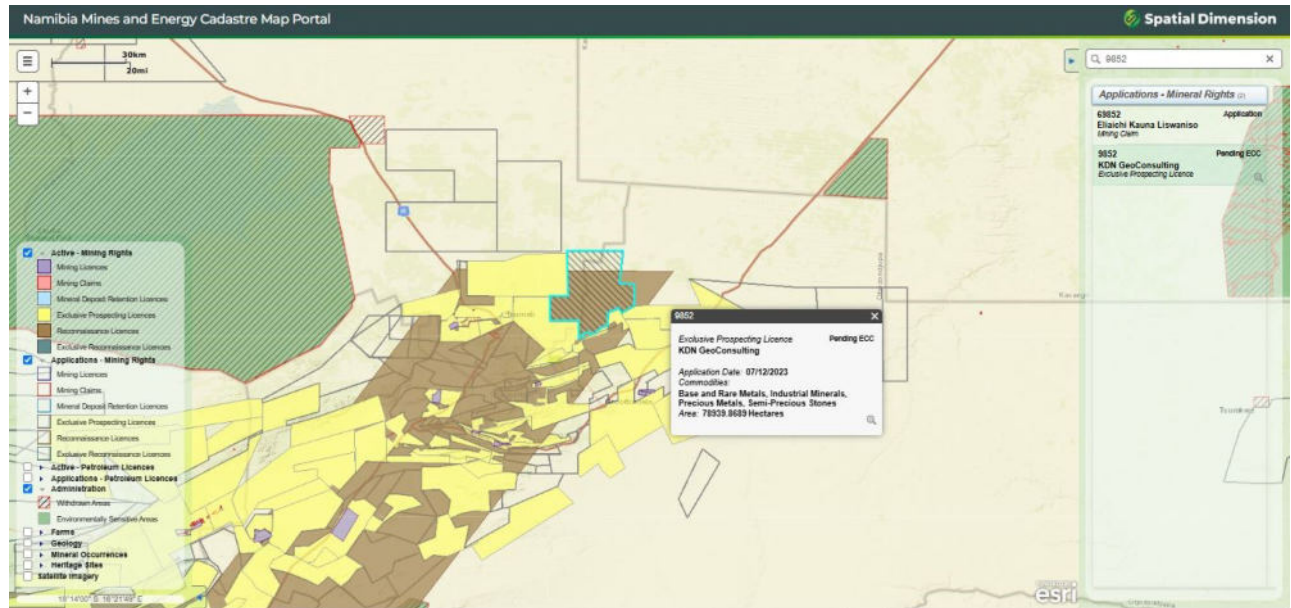 Namibia Mines and Energy Cadastre Map Portal
Spatial Dimension
30km
20mi
+
−
9852
Applications - Mineral Rights (2)
69852 Application
Eliaichi Kauna Liswaniso
Mining Claim
9852 Pending ECC
KDN GeoConsulting
Exclusive Prospecting Licence
Active - Mining Rights
Mining Licences
Mining Claims
Mineral Deposit Retention Licences
Exclusive Prospecting Licences
Reconnaissance Licences
Exclusive Reconnaissance Licences
Applications - Mining Rights
Mining Licences
Mining Claims
Mineral Deposit Retention Licences
Exclusive Prospecting Licences
Reconnaissance Licences
Exclusive Reconnaissance Licences
Active - Petroleum Licences
Applications - Petroleum Licences
Administration
Withdrawn Areas
Environmentally Sensitive Areas
Farms
Geology
Mineral Occurrences
Heritage Sites
Satellite Imagery
9852
Exclusive Prospecting Licence Pending ECC
KDN GeoConsulting
Application Date: 07/12/2023
Commodities:
Base and Rare Metals, Industrial Minerals,
Precious Metals, Semi-Precious Stones
Area: 78939.8689 Hectares
esri